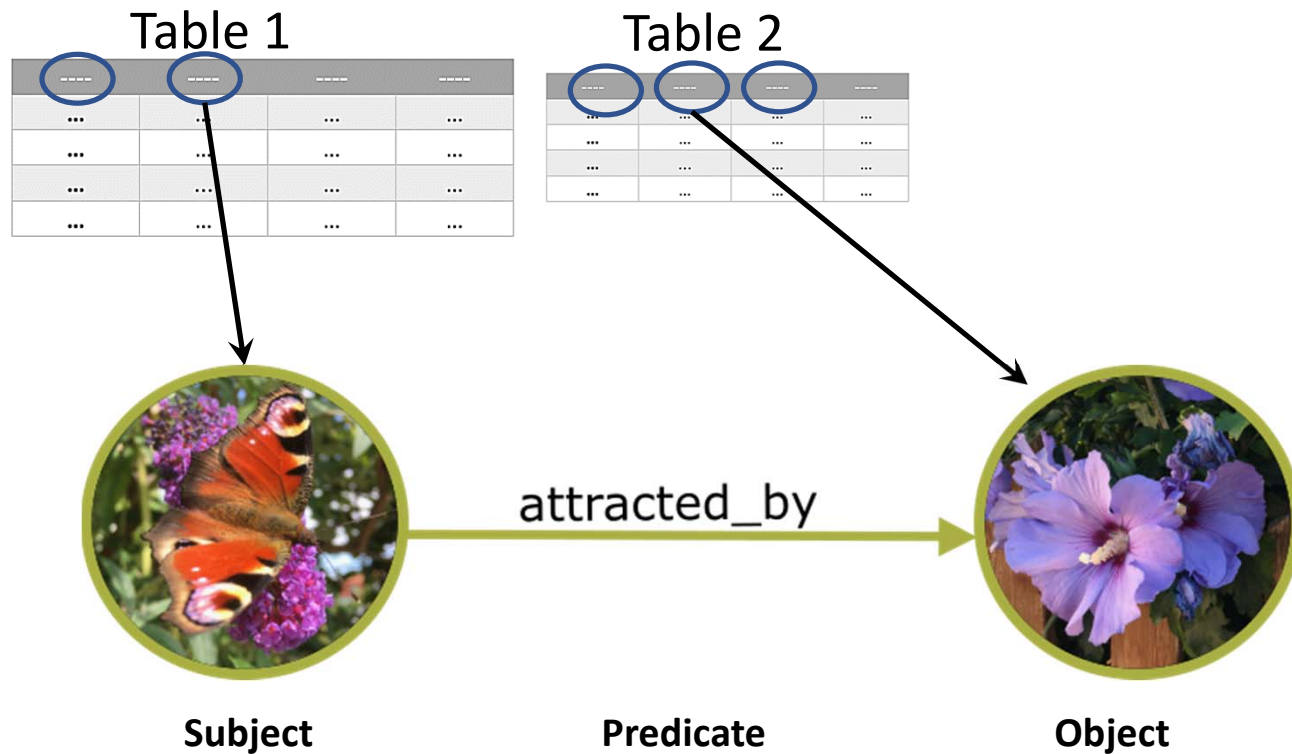 Table 1
Table 2
---- ---- ---- ----
... ... ... ...
... ... ... ...
... ... ... ...
... ... ... ...
---- ---- ---- ----
... ... ... ...
... ... ... ...
... ... ... ...
... ... ... ...
attracted_by
Subject
Predicate
Object